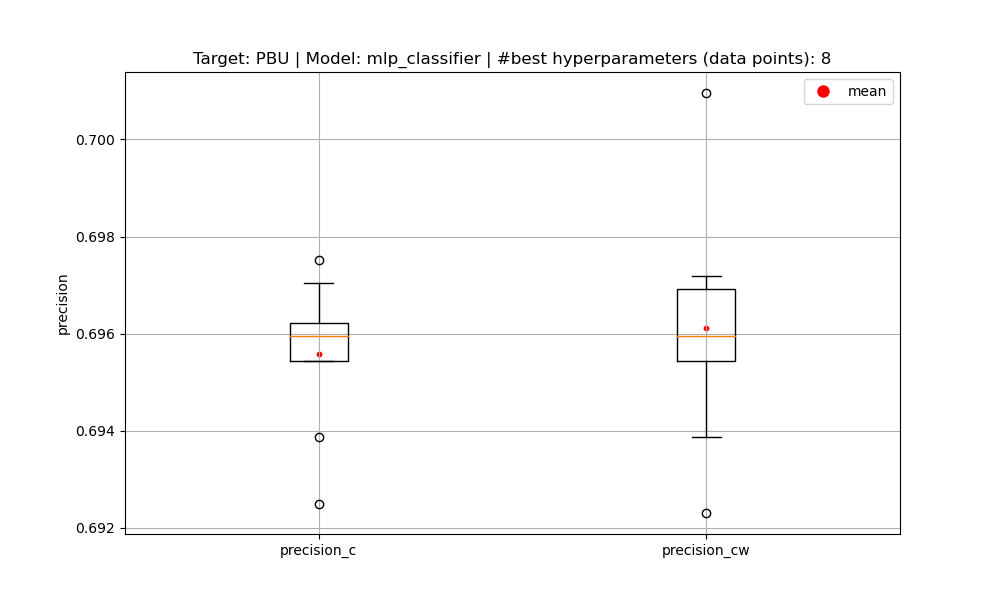 Target: PBU | Model: mlp_classifier | #best hyperparameters (data points): 8
mean
0.700
0.698
0.696
0.694
0.692
precision
precision_c
precision_cw